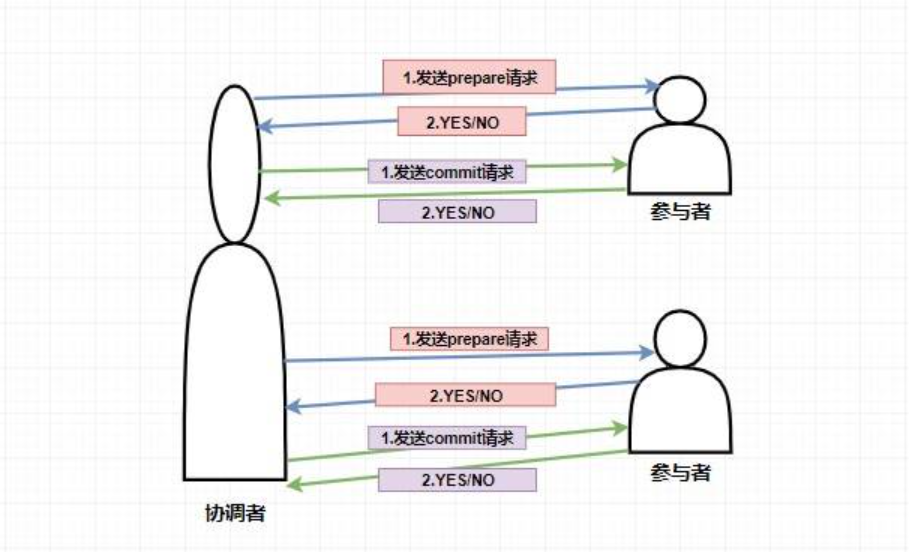 1.发送prepare请求
2.YES/NO
1.发送commit请求
2.YES/NO
参与者
1.发送prepare请求
2.YES/NO
1.发送commit请求
2.YES/NO
参与者
协调者